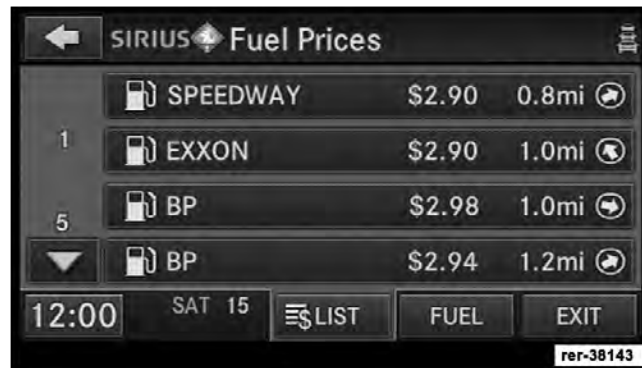 SIRIUS Fuel Prices
SPEEDWAY $2.90 0.8mi
1
EXXON $2.90 1.0mi
5
BP $2.98 1.0mi
BP $2.94 1.2mi
12:00 SAT 15 $LIST FUEL EXIT
rer-38143